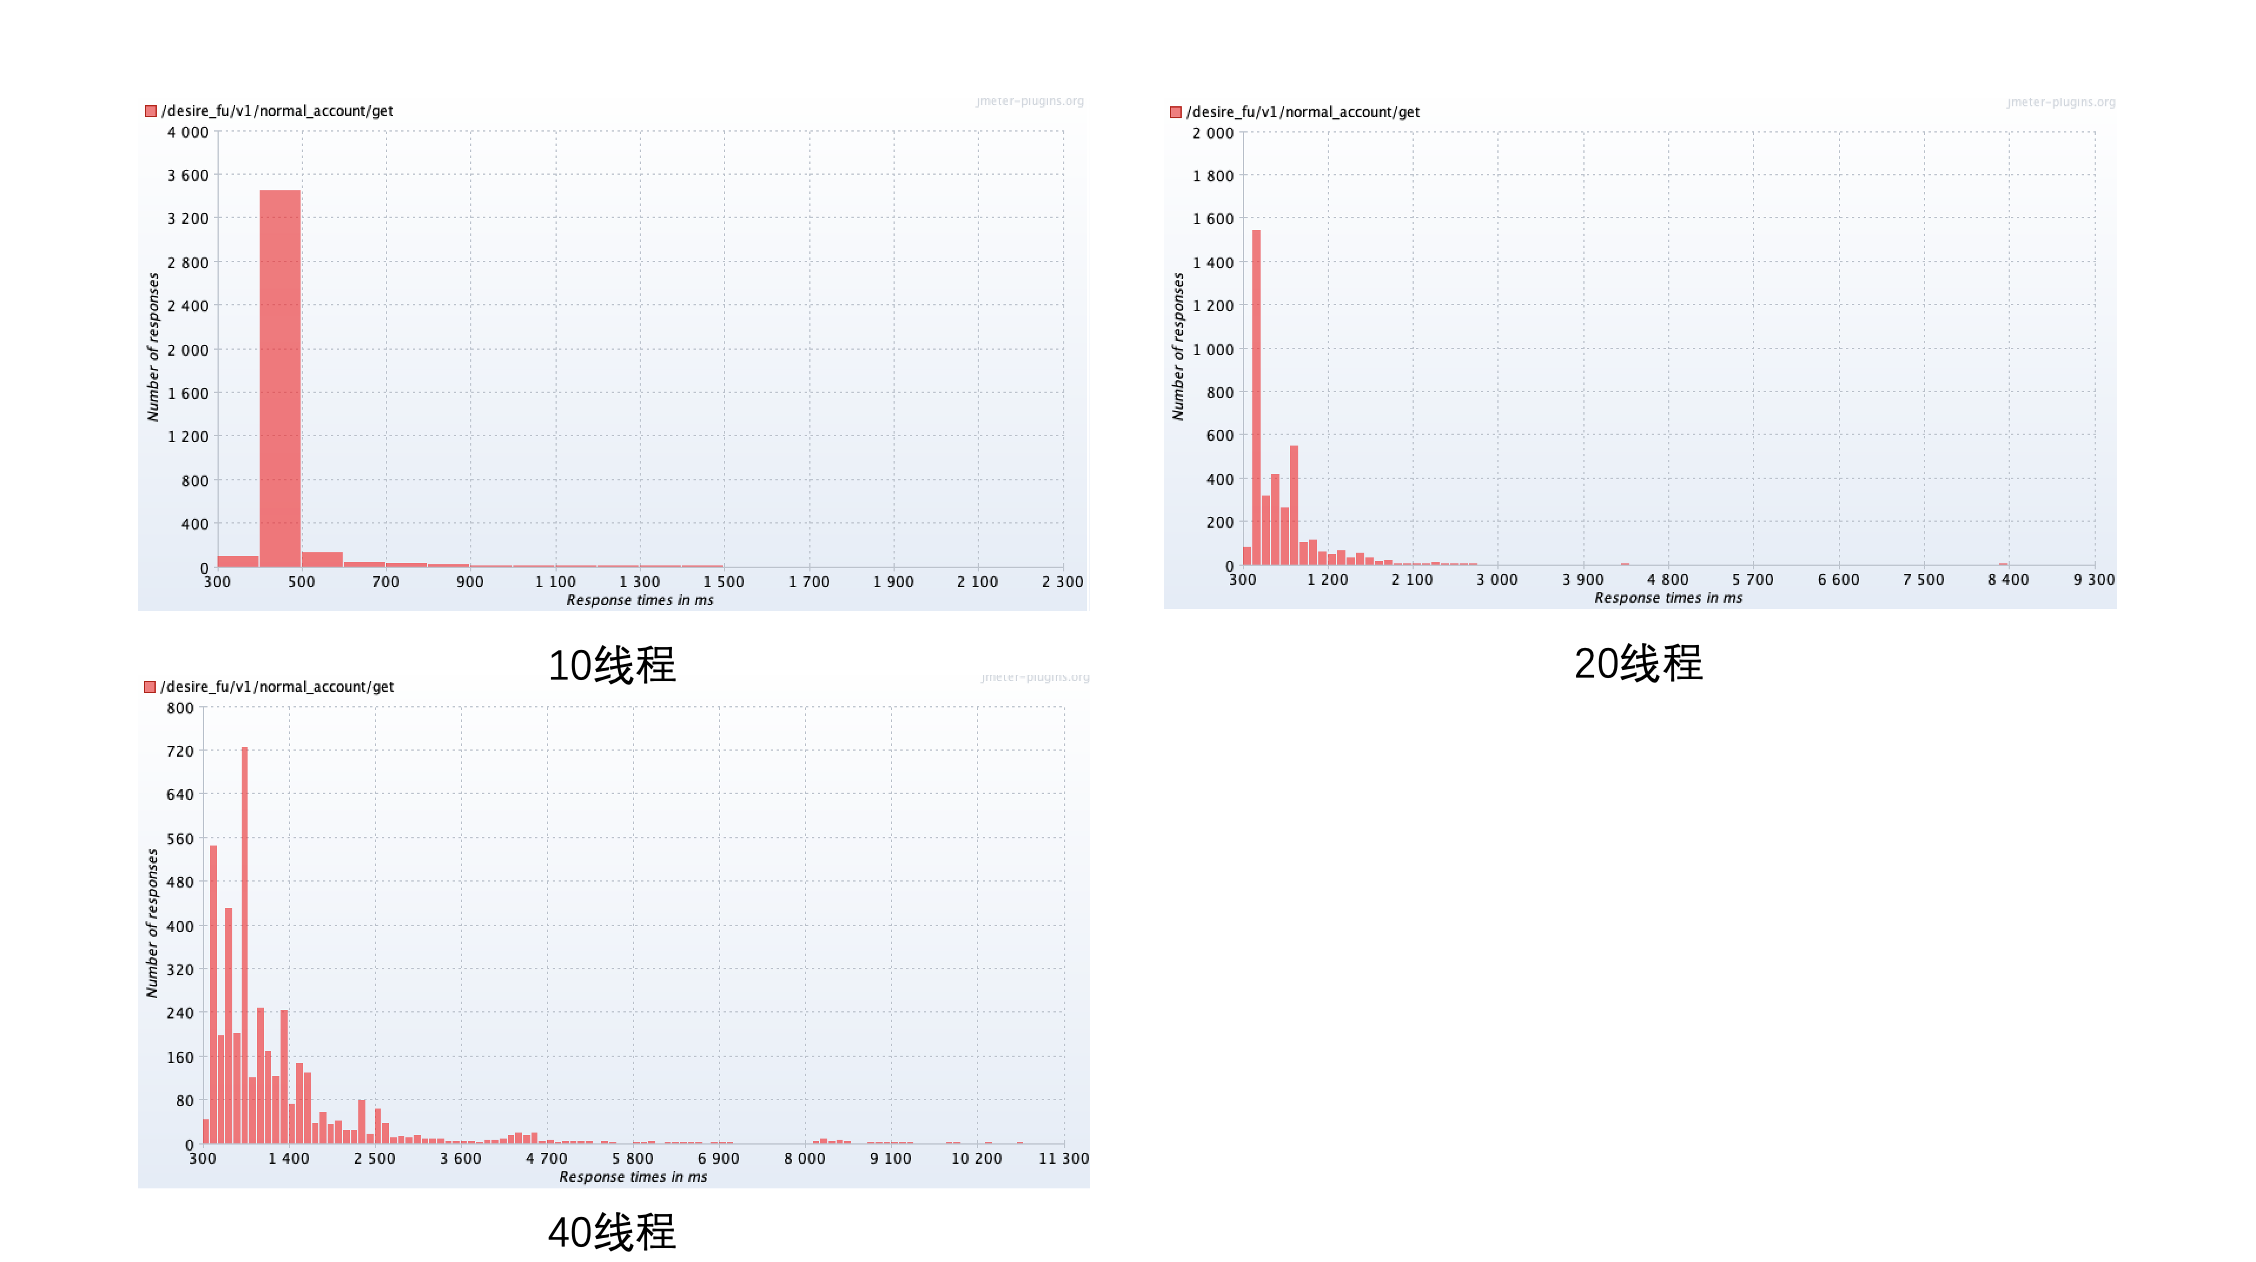 jmeter-plugins.org
/desire_fu/v1/normal_account/get
4 000
3 600
3 200
2 800
2 400
2 000
1 600
1 200
800
400
0
Number of responses
300 500 700 900 1 100 1 300 1 500 1 700 1 900 2 100 2 300
Response times in ms
10线程
jmeter-plugins.org
/desire_fu/v1/normal_account/get
2 000
1 800
1 600
1 400
1 200
1 000
800
600
400
200
0
Number of responses
300 1 200 2 100 3 000 3 900 4 800 5 700 6 600 7 500 8 400 9 300
Response times in ms
20线程
jmeter-plugins.org
/desire_fu/v1/normal_account/get
800
720
640
560
480
400
320
240
160
80
0
Number of responses
300 1 400 2 500 3 600 4 700 5 800 6 900 8 000 9 100 10 200 11 300
Response times in ms
40线程